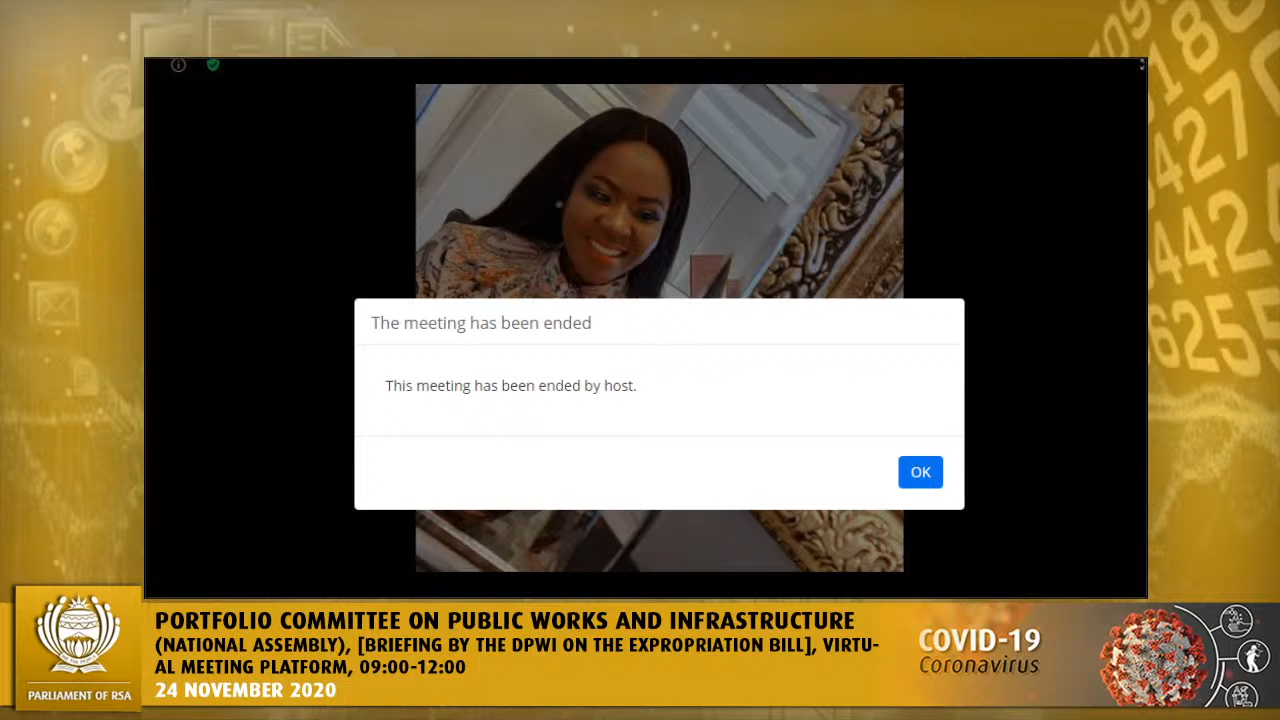 The meeting has been ended
This meeting has been ended by host.
OK
PORTFOLIO COMMITTEE ON PUBLIC WORKS AND INFRASTRUCTURE
(NATIONAL ASSEMBLY), [BRIEFING BY THE DPWI ON THE EXPROPRIATION BILL], VIRTU-
AL MEETING PLATFORM, 09:00-12:00
24 NOVEMBER 2020
PARLIAMENT OF RSA
COVID-19
Coronavirus